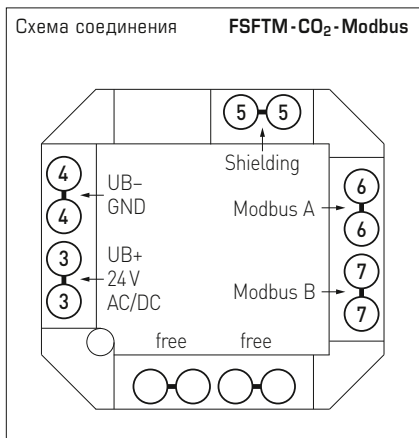 Схема соединения FSFTM-CO₂-Modbus
5 5
Shielding
4
4
UB–
GND
3
3
UB+
24 V
AC/DC
Modbus A
6
6
Modbus B
7
7
free free